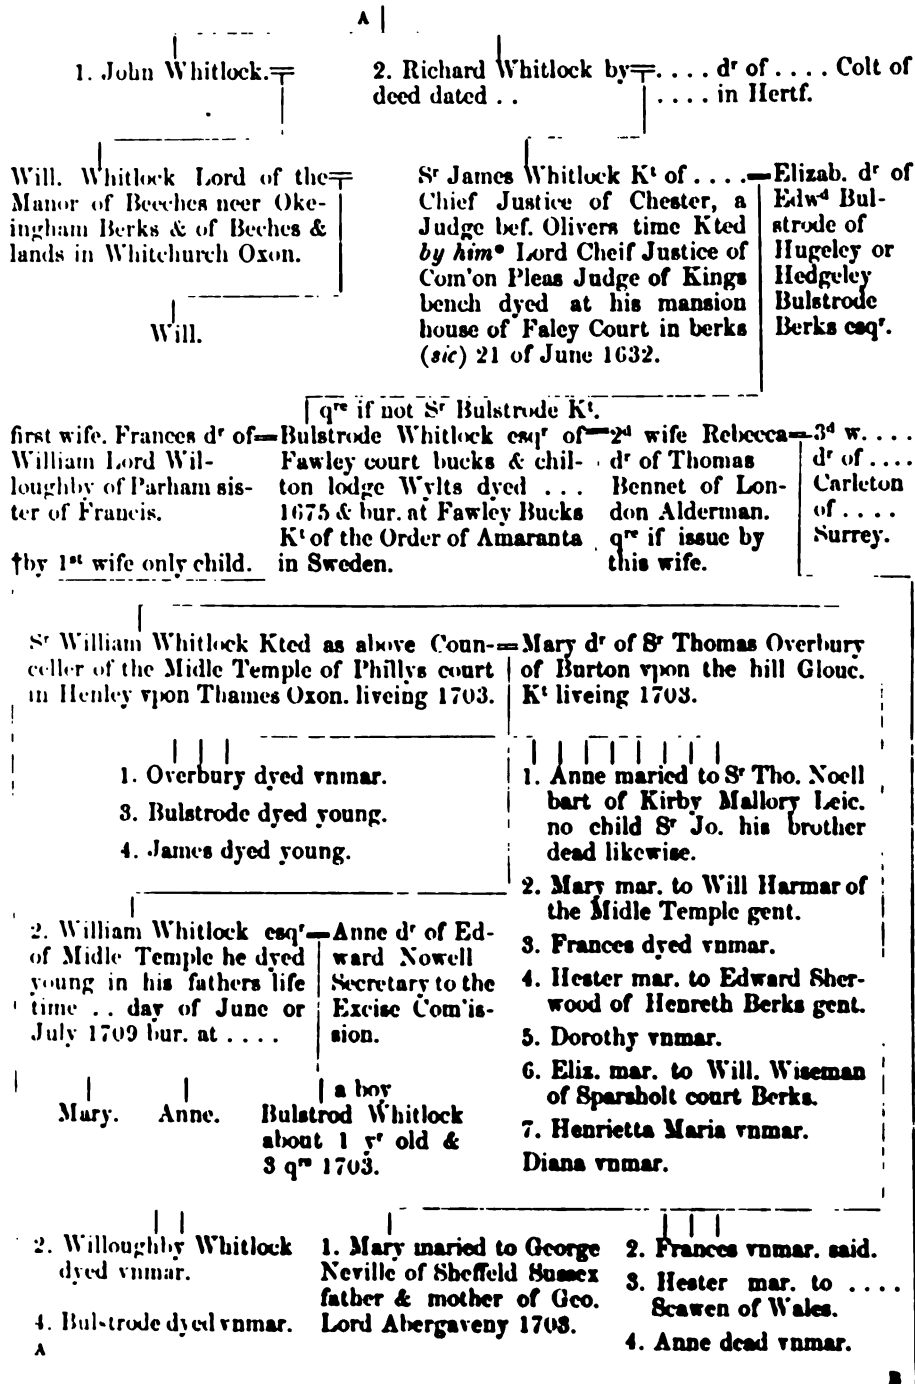 A
1. John Whitlock.
2. Richard Whitlock by . . . . dʳ of . . . . Colt of
deed dated . .
. . . . in Hertf.
Will. Whitlock Lord of the
Manor of Beeches neer Oke-
ingham Berks & of Beches &
lands in Whitchurch Oxon.
Will.
Sʳ James Whitlock Kᵗ of . . . .
Chief Justice of Chester, a
Judge bef. Olivers time Kted
by him* Lord Cheif Justice of
Com'on Pleas Judge of Kings
bench dyed at his mansion
house of Faley Court in berks
(sic) 21 of June 1632.
Elizab. dʳ of
Edwᵈ Bul-
strode of
Hugeley or
Hedgeley
Bulstrode
Berks esqʳ.
qʳᵉ if not Sʳ Bulstrode Kᵗ.
first wife. Frances dʳ of
William Lord Wil-
loughby of Parham sis-
ter of Francis.
†by 1ˢᵗ wife only child.
Bulstrode Whitlock esqʳ of
Fawley court bucks & chil-
ton lodge Wylts dyed . . .
1675 & bur. at Fawley Bucks
Kᵗ of the Order of Amaranta
in Sweden.
2ᵈ wife Rebecca
dʳ of Thomas
Bennet of Lon-
don Alderman.
qʳᵉ if issue by
this wife.
3ᵈ w. . . .
dʳ of . . . .
Carleton
of . . . .
Surrey.
Sʳ William Whitlock Kted as above Coun-
celler of the Midle Temple of Phillys court
in Henley vpon Thames Oxon. liveing 1703.
Mary dʳ of Sʳ Thomas Overbury
of Burton vpon the hill Glouc.
Kᵗ liveing 1703.
1. Overbury dyed vnmar.
3. Bulstrode dyed young.
4. James dyed young.
1. Anne maried to Sʳ Tho. Noell
bart of Kirby Mallory Leic.
no child Sʳ Jo. his brother
dead likewise.
2. Mary mar. to Will Harmar of
the Midle Temple gent.
3. Frances dyed vnmar.
4. Hester mar. to Edward Sher-
wood of Henreth Berks gent.
5. Dorothy vnmar.
6. Eliz. mar. to Will. Wiseman
of Sparsholt court Berks.
7. Henrietta Maria vnmar.
Diana vnmar.
2. William Whitlock esqʳ
of Midle Temple he dyed
young in his fathers life
time . . day of June or
July 1709 bur. at . . . .
Anne dʳ of Ed-
ward Nowell
Secretary to the
Excise Com'is-
sion.
Mary.
Anne.
a boy
Bulstrod Whitlock
about 1 yʳ old &
3 qʳˢ 1703.
2. Willoughby Whitlock
dyed vnmar.
4. Bulstrode dyed vnmar.
1. Mary maried to George
Neville of Sheffeld Sussex
father & mother of Geo.
Lord Abergaveny 1703.
2. Frances vnmar. said.
3. Hester mar. to . . . .
Scawen of Wales.
4. Anne dead vnmar.
A
B